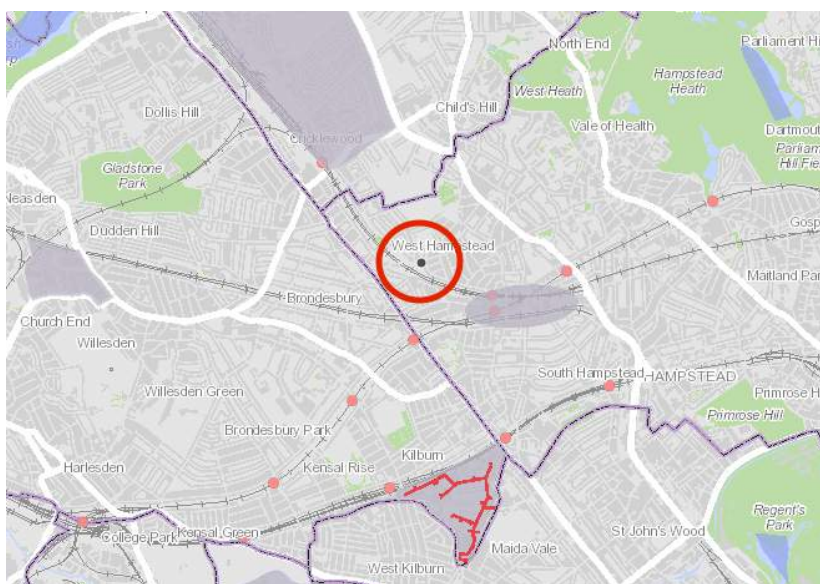 North End
Parliament Hi
Hampstead
Heath
West Heath
Dollis Hill
Child's Hill
Vale of Health
Dartmou
Cricklewood
Parliam
Hill Fiel
Gladstone
Park
Neasden
Dudden Hill
West Hampstead
Gosp
Maitland Par
Brondesbury
Church End
Willesden
South Hampstead
HAMPSTEAD
Willesden Green
Primrose H
Primrose Hill
Brondesbury Park
Kilburn
Kensal Rise
Harlesden
Regent's
Park
College Park
Kensal Green
St John's Wood
Maida Vale
West Kilburn